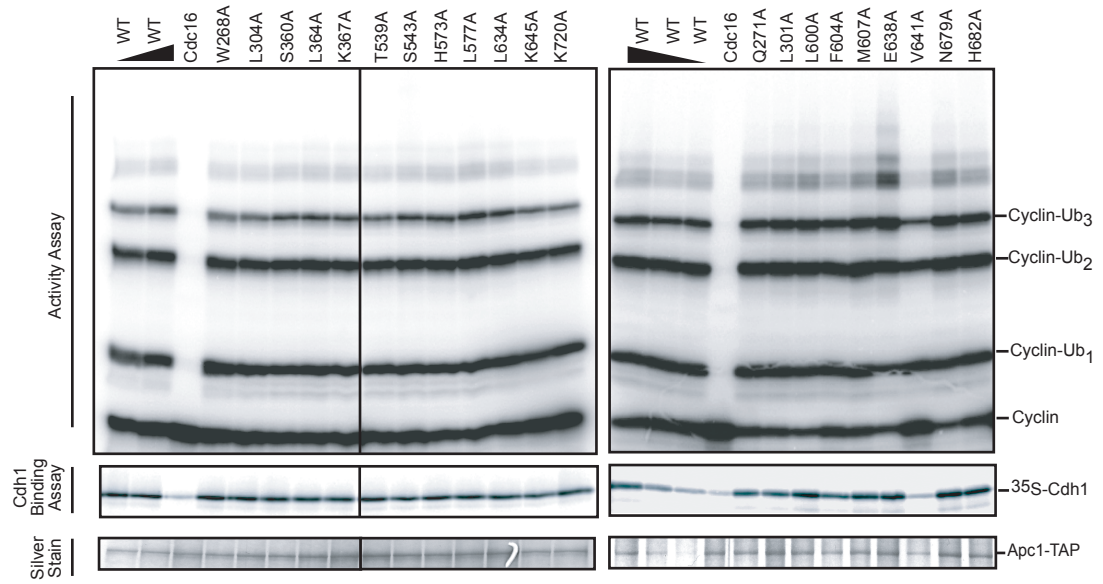 WT
WT
Cdc16
W268A
L304A
S360A
L364A
K367A
T539A
S543A
H573A
L577A
L634A
K645A
K720A
WT
WT
WT
Cdc16
Q271A
L301A
L600A
F604A
M607A
E638A
V641A
N679A
H682A
Activity Assay
Cyclin-Ub3
Cyclin-Ub2
Cyclin-Ub1
Cyclin
Cdh1
Binding
Assay
35S-Cdh1
Silver
Stain
Apc1-TAP